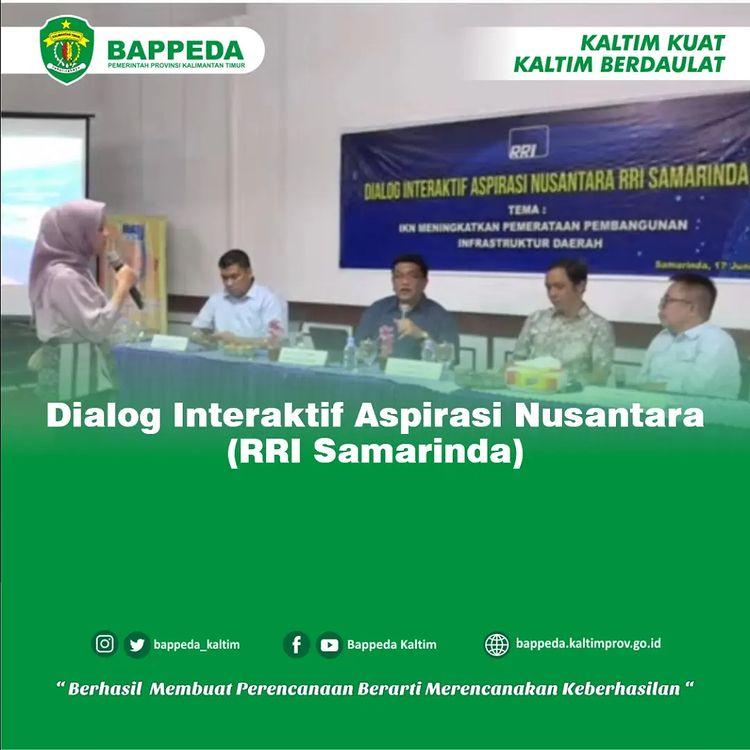 BAPPEDA
PEMERINTAH PROVINSI KALIMANTAN TIMUR
KALTIM KUAT
KALTIM BERDAULAT
RRI
DIALOG INTERAKTIF ASPIRASI NUSANTARA RRI SAMARINDA
TEMA :
IKN MENINGKATKAN PEMERATAAN PEMBANGUNAN
INFRASTRUKTUR DAERAH
Samarinda, 17 Jun
Dialog Interaktif Aspirasi Nusantara
(RRI Samarinda)
bappeda_kaltim
Bappeda Kaltim
bappeda.kaltimprov.go.id
“ Berhasil Membuat Perencanaan Berarti Merencanakan Keberhasilan “